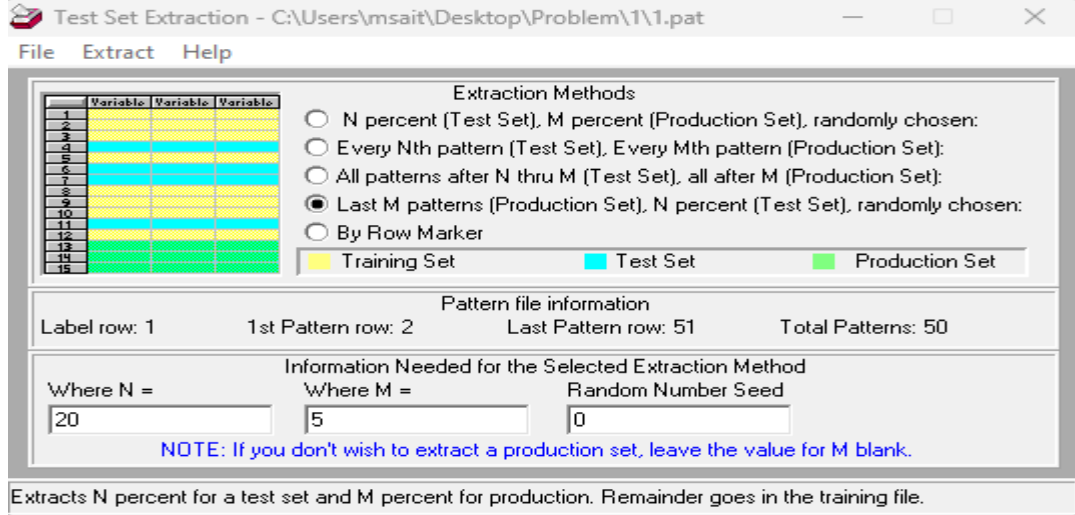 Test Set Extraction - C:\Users\msait\Desktop\Problem\1\1.pat
File Extract Help
Extraction Methods
Variable Variable Variable
1
2
3
4
5
6
7
8
9
10
11
12
13
14
15
N percent (Test Set), M percent (Production Set), randomly chosen:
Every Nth pattern (Test Set), Every Mth pattern (Production Set):
All patterns after N thru M (Test Set), all after M (Production Set):
Last M patterns (Production Set), N percent (Test Set), randomly chosen:
By Row Marker
Training Set Test Set Production Set
Pattern file information
Label row: 1 1st Pattern row: 2 Last Pattern row: 51 Total Patterns: 50
Information Needed for the Selected Extraction Method
Where N = Where M = Random Number Seed
20 5 0
NOTE: If you don't wish to extract a production set, leave the value for M blank.
Extracts N percent for a test set and M percent for production. Remainder goes in the training file.